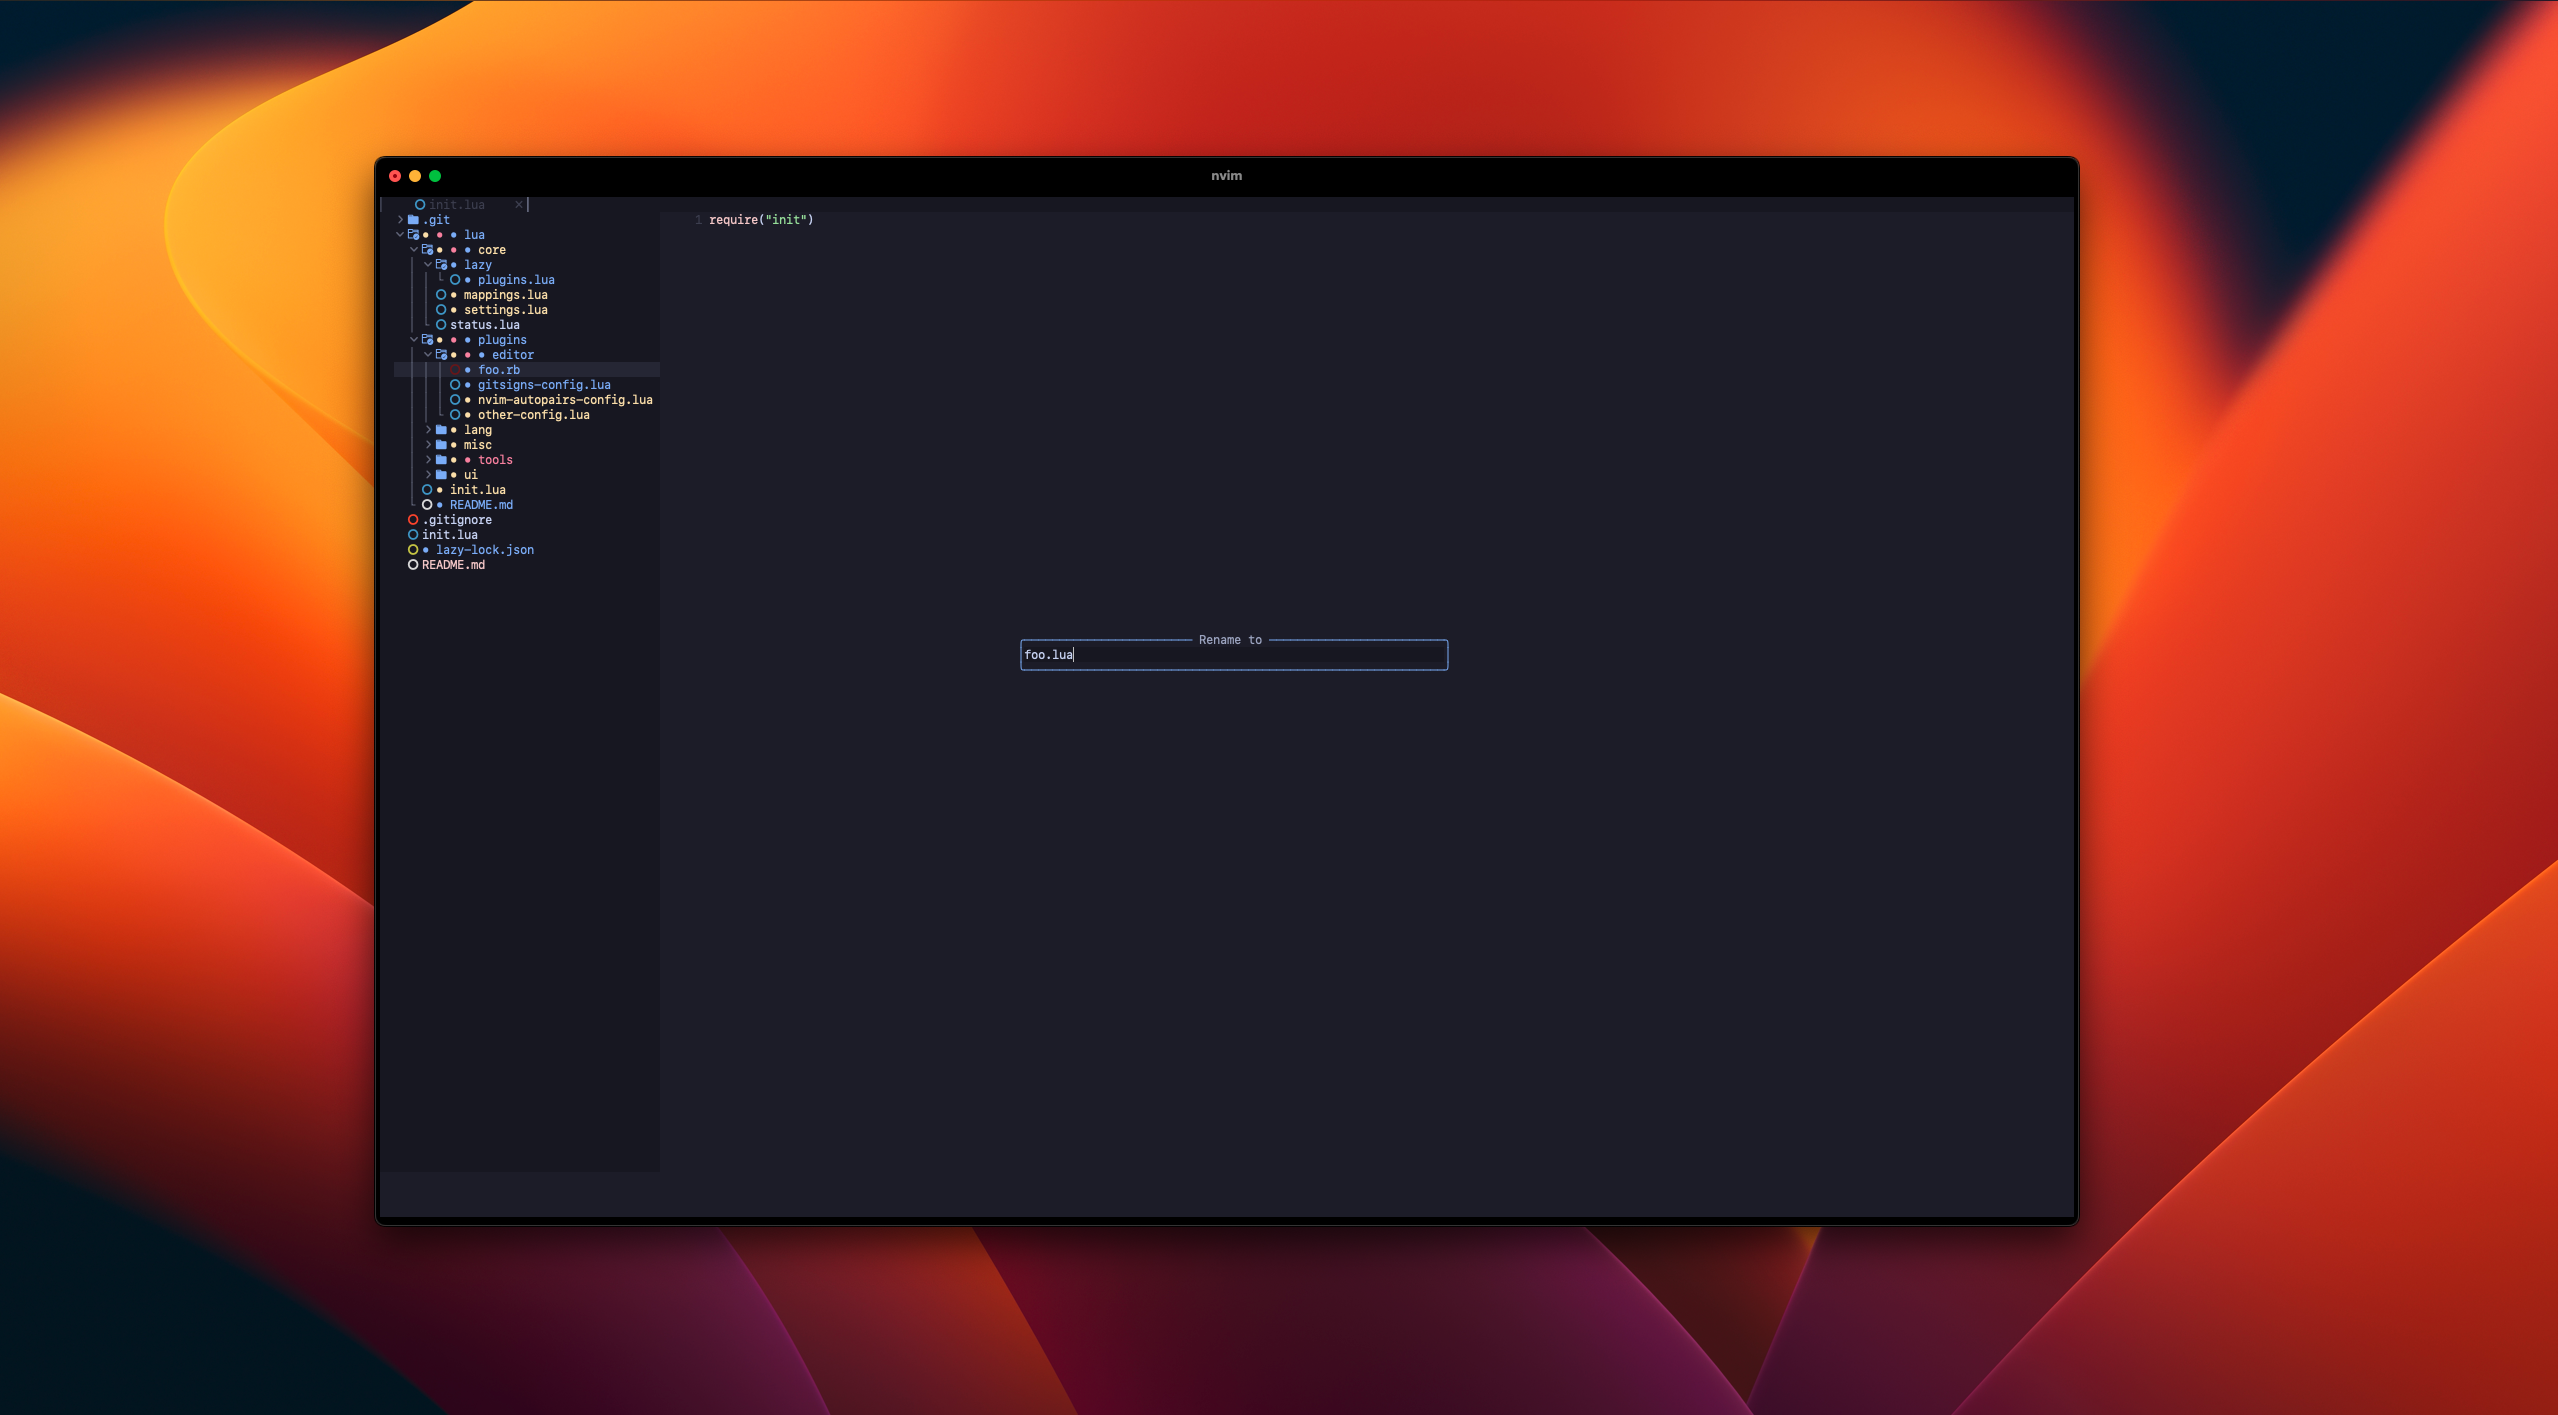 nvim
init.lua ×
.git
lua
core
lazy
plugins.lua
mappings.lua
settings.lua
status.lua
plugins
editor
foo.rb
gitsigns-config.lua
nvim-autopairs-config.lua
other-config.lua
lang
misc
tools
ui
init.lua
README.md
.gitignore
init.lua
lazy-lock.json
README.md
1 require("init")
Rename to
foo.lua